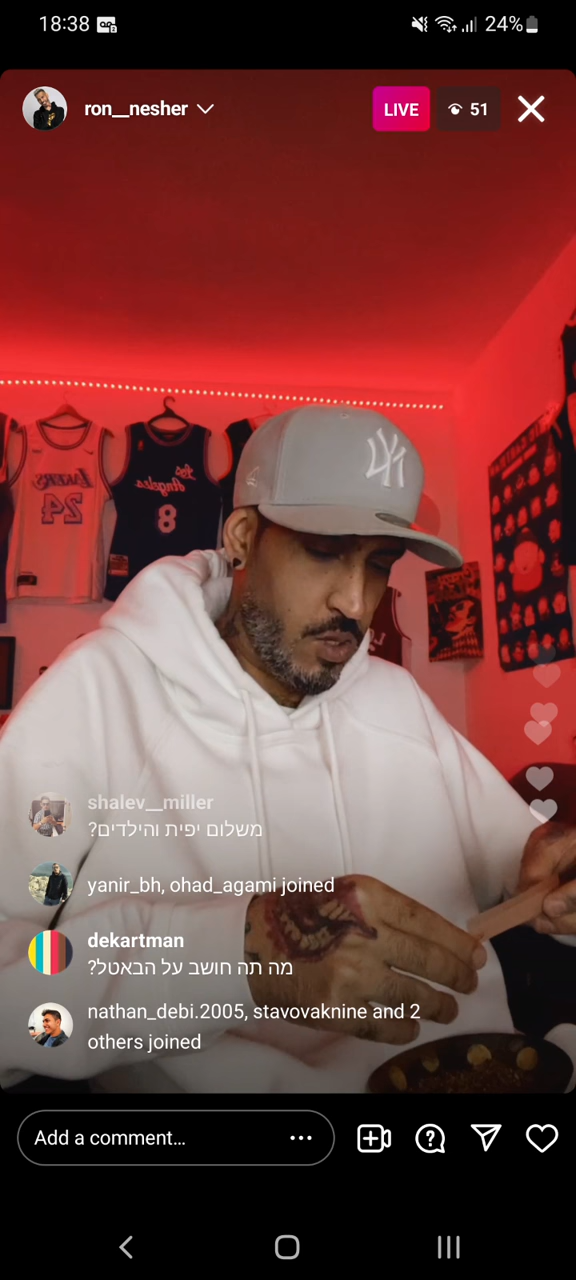 18:38
24%
ron__nesher
LIVE
51
LAKERS
24
Los
Angeles
8
NY
shalev__miller
משלום יפית והילדים?
yanir_bh, ohad_agami joined
dekartman
מה תה חושב על הבאטל?
nathan_debi.2005, stavovaknine and 2
others joined
Add a comment…